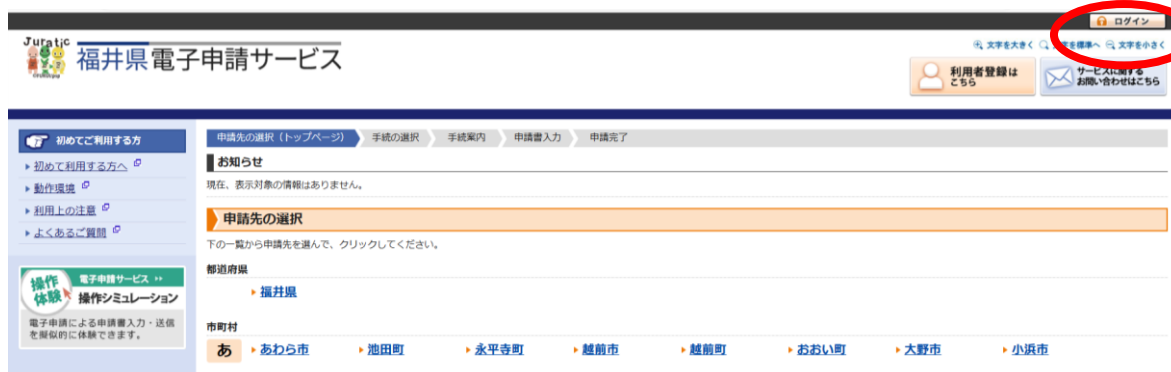 ログイン
Juratic
福井県電子申請サービス
文字を大きく 文字を標準へ 文字を小さく
利用者登録は
こちら
サービスに関する
お問い合わせはこちら
初めてご利用する方
初めて利用する方へ
動作環境
利用上の注意
よくあるご質問
操作
体験
電子申請サービス
操作シミュレーション
電子申請による申請書入力・送信
を擬似的に体験できます。
申請先の選択(トップページ) 手続の選択 手続案内 申請書入力 申請完了
お知らせ
現在、表示対象の情報はありません。
申請先の選択
下の一覧から申請先を選んで、クリックしてください。
都道府県
福井県
市町村
あ あわら市 池田町 永平寺町 越前市 越前町 おおい町 大野市 小浜市